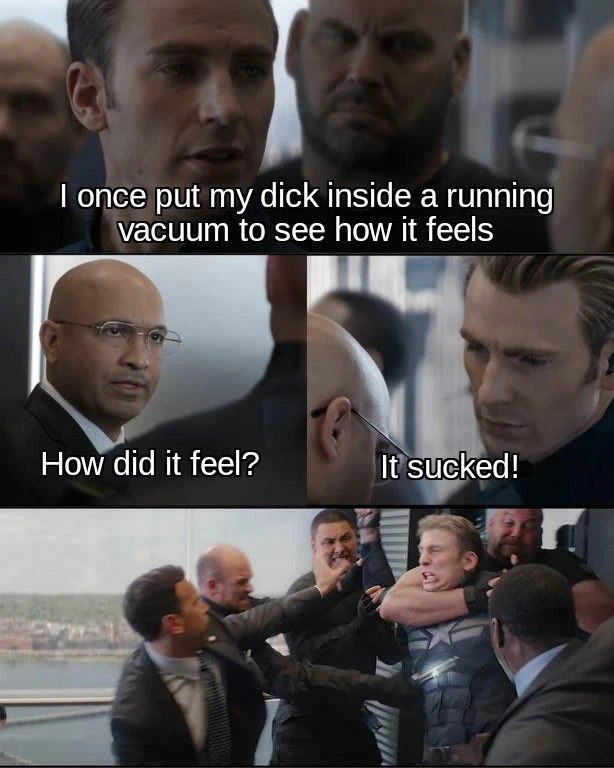 I once put my dick inside a running
vacuum to see how it feels
How did it feel?
It sucked!